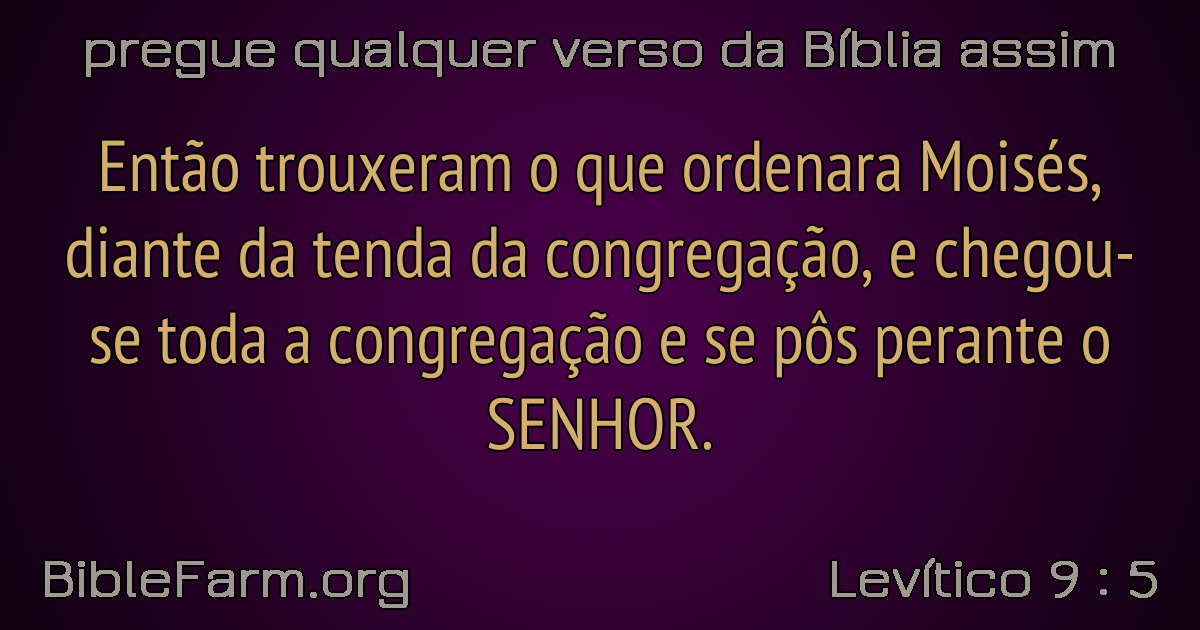 pregue qualquer verso da Bíblia assim
Então trouxeram o que ordenara Moisés,
diante da tenda da congregação, e chegou-
se toda a congregação e se pôs perante o
SENHOR.
BibleFarm.org
Levítico 9 : 5